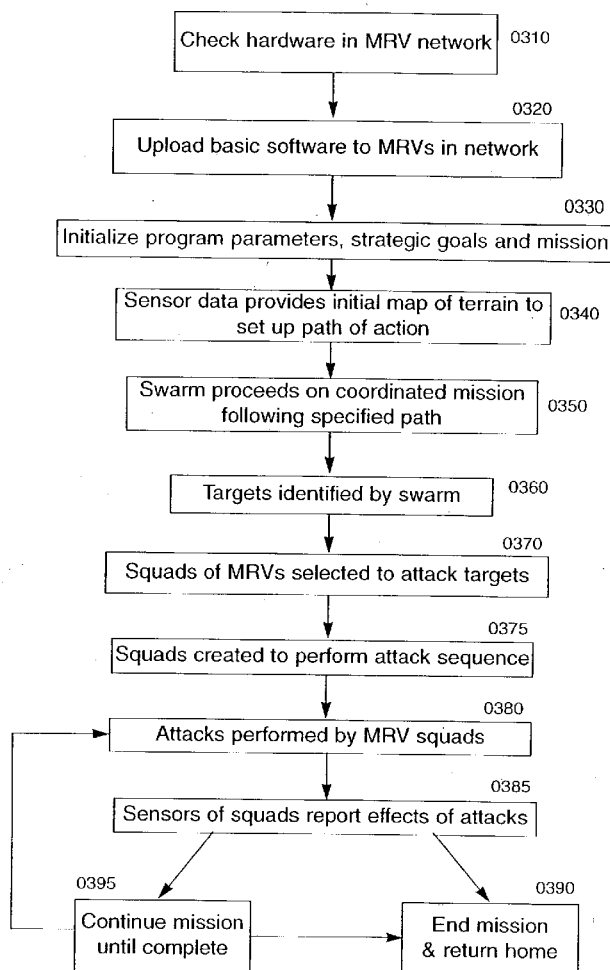 Check hardware in MRV network
0310
0320
Upload basic software to MRVs in network
0330
Initialize program parameters, strategic goals and mission
Sensor data provides initial map of terrain to
set up path of action
0340
Swarm proceeds on coordinated mission
following specified path
0350
Targets identified by swarm
0360
0370
Squads of MRVs selected to attack targets
0375
Squads created to perform attack sequence
0380
Attacks performed by MRV squads
0385
Sensors of squads report effects of attacks
0395
Continue mission
until complete
0390
End mission
& return home